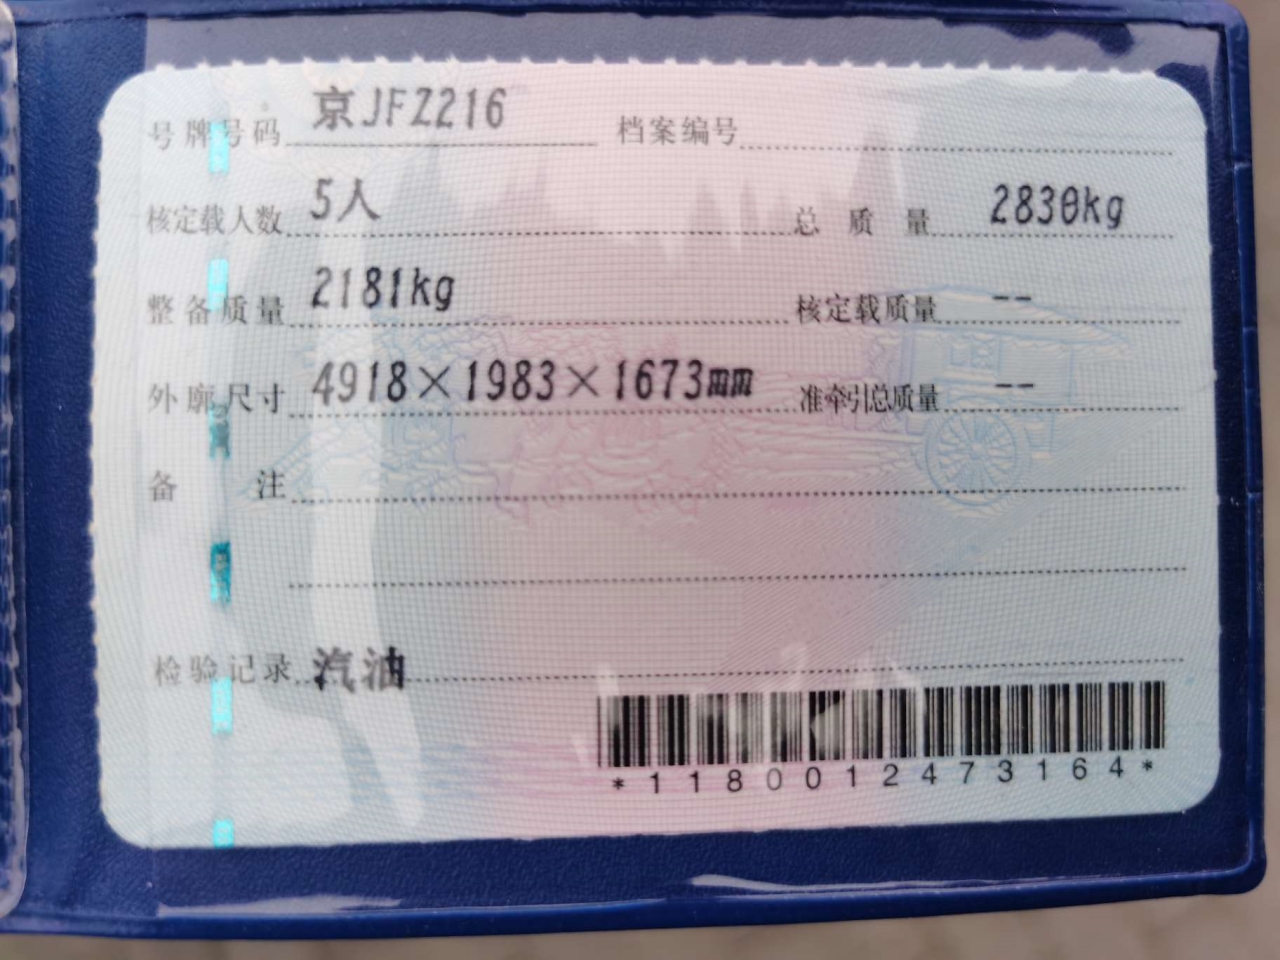 号牌号码 京JFZ216 档案编号
核定载人数 5人 总质量 2830kg
整备质量 2181kg 核定载质量 --
外廓尺寸 4918×1983×1673mm 准牵引总质量 --
备注
检验记录 汽油
*1180012473164*